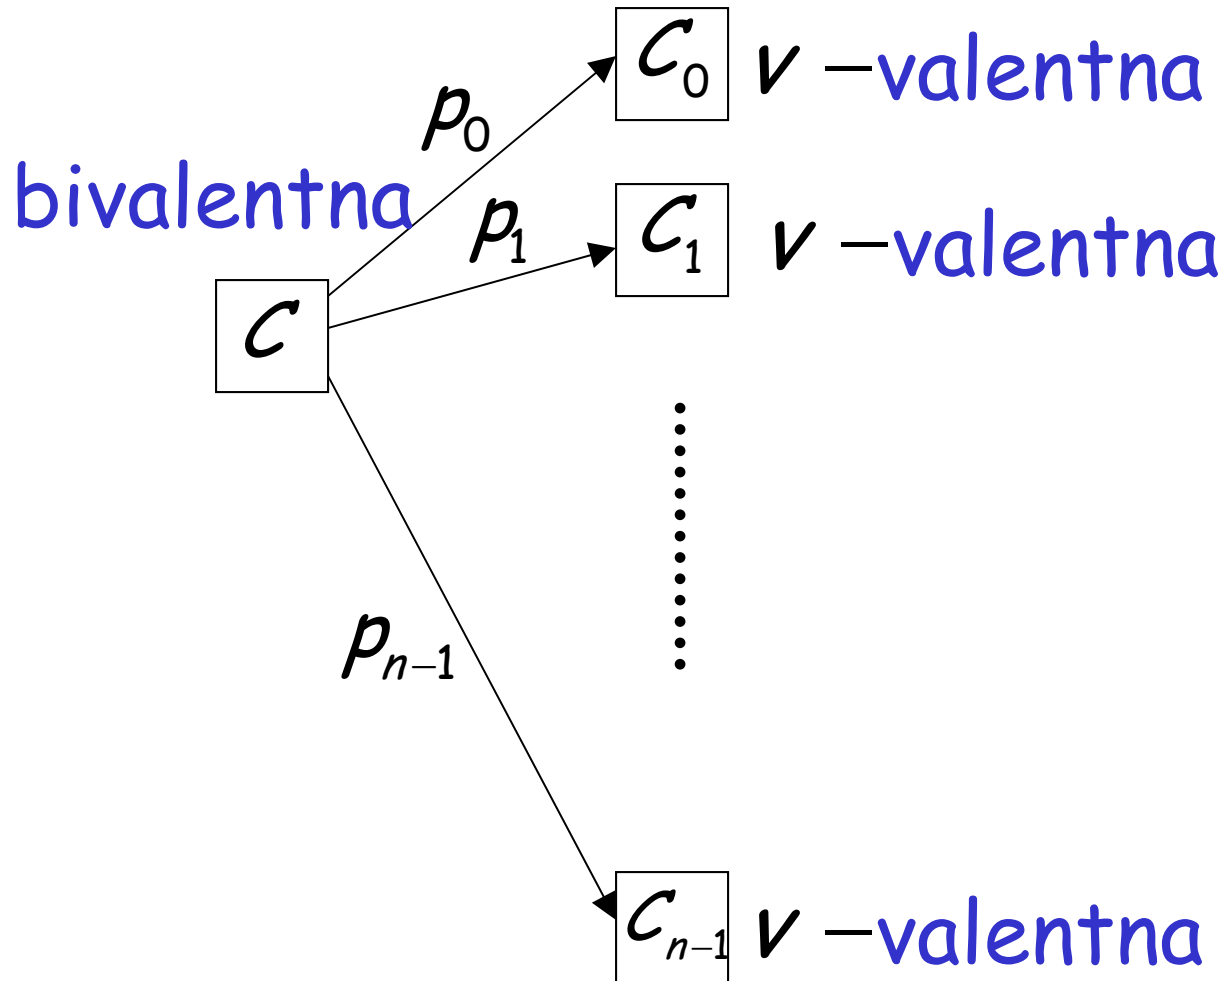 C₀ v –valentna
p₀
bivalentna
p₁
C₁ v –valentna
C
pₙ₋₁
Cₙ₋₁ v –valentna